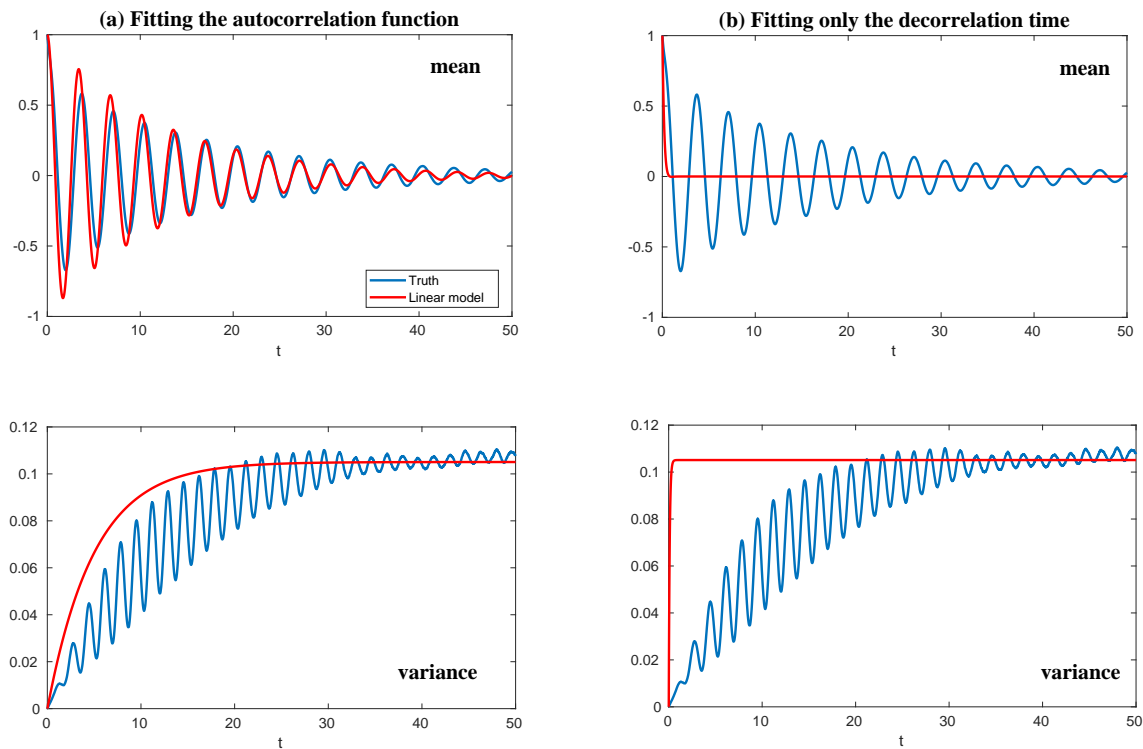 (a) Fitting the autocorrelation function
(b) Fitting only the decorrelation time
1
0.5
0
-0.5
-1
mean
Truth
Linear model
0 10 20 30 40 50
t
1
0.5
0
-0.5
-1
mean
0 10 20 30 40 50
t
0.12
0.1
0.08
0.06
0.04
0.02
0
variance
0 10 20 30 40 50
t
0.12
0.1
0.08
0.06
0.04
0.02
0
variance
0 10 20 30 40 50
t